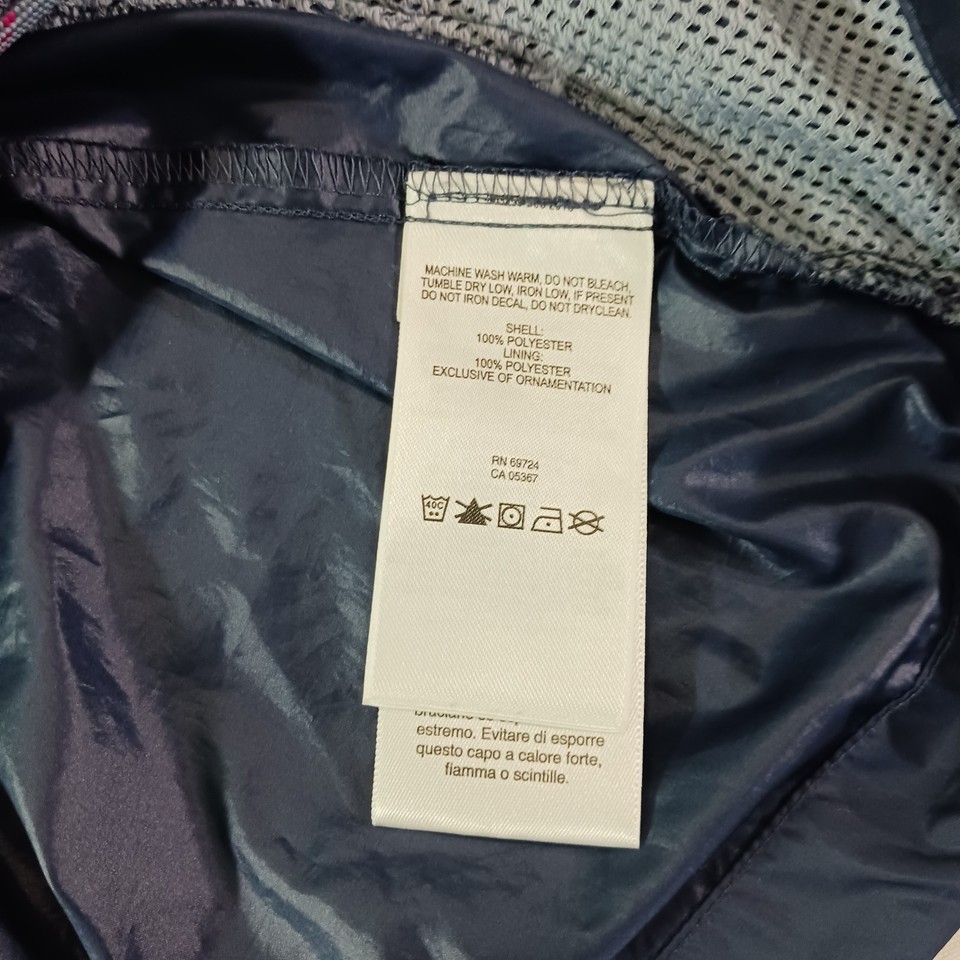 MACHINE WASH WARM, DO NOT BLEACH,
TUMBLE DRY LOW, IRON LOW, IF PRESENT
DO NOT IRON DECAL, DO NOT DRYCLEAN.
SHELL:
100% POLYESTER
LINING:
100% POLYESTER
EXCLUSIVE OF ORNAMENTATION
RN 69724
CA 05367
40C
estremo. Evitare di esporre
questo capo a calore forte,
fiamma o scintille.